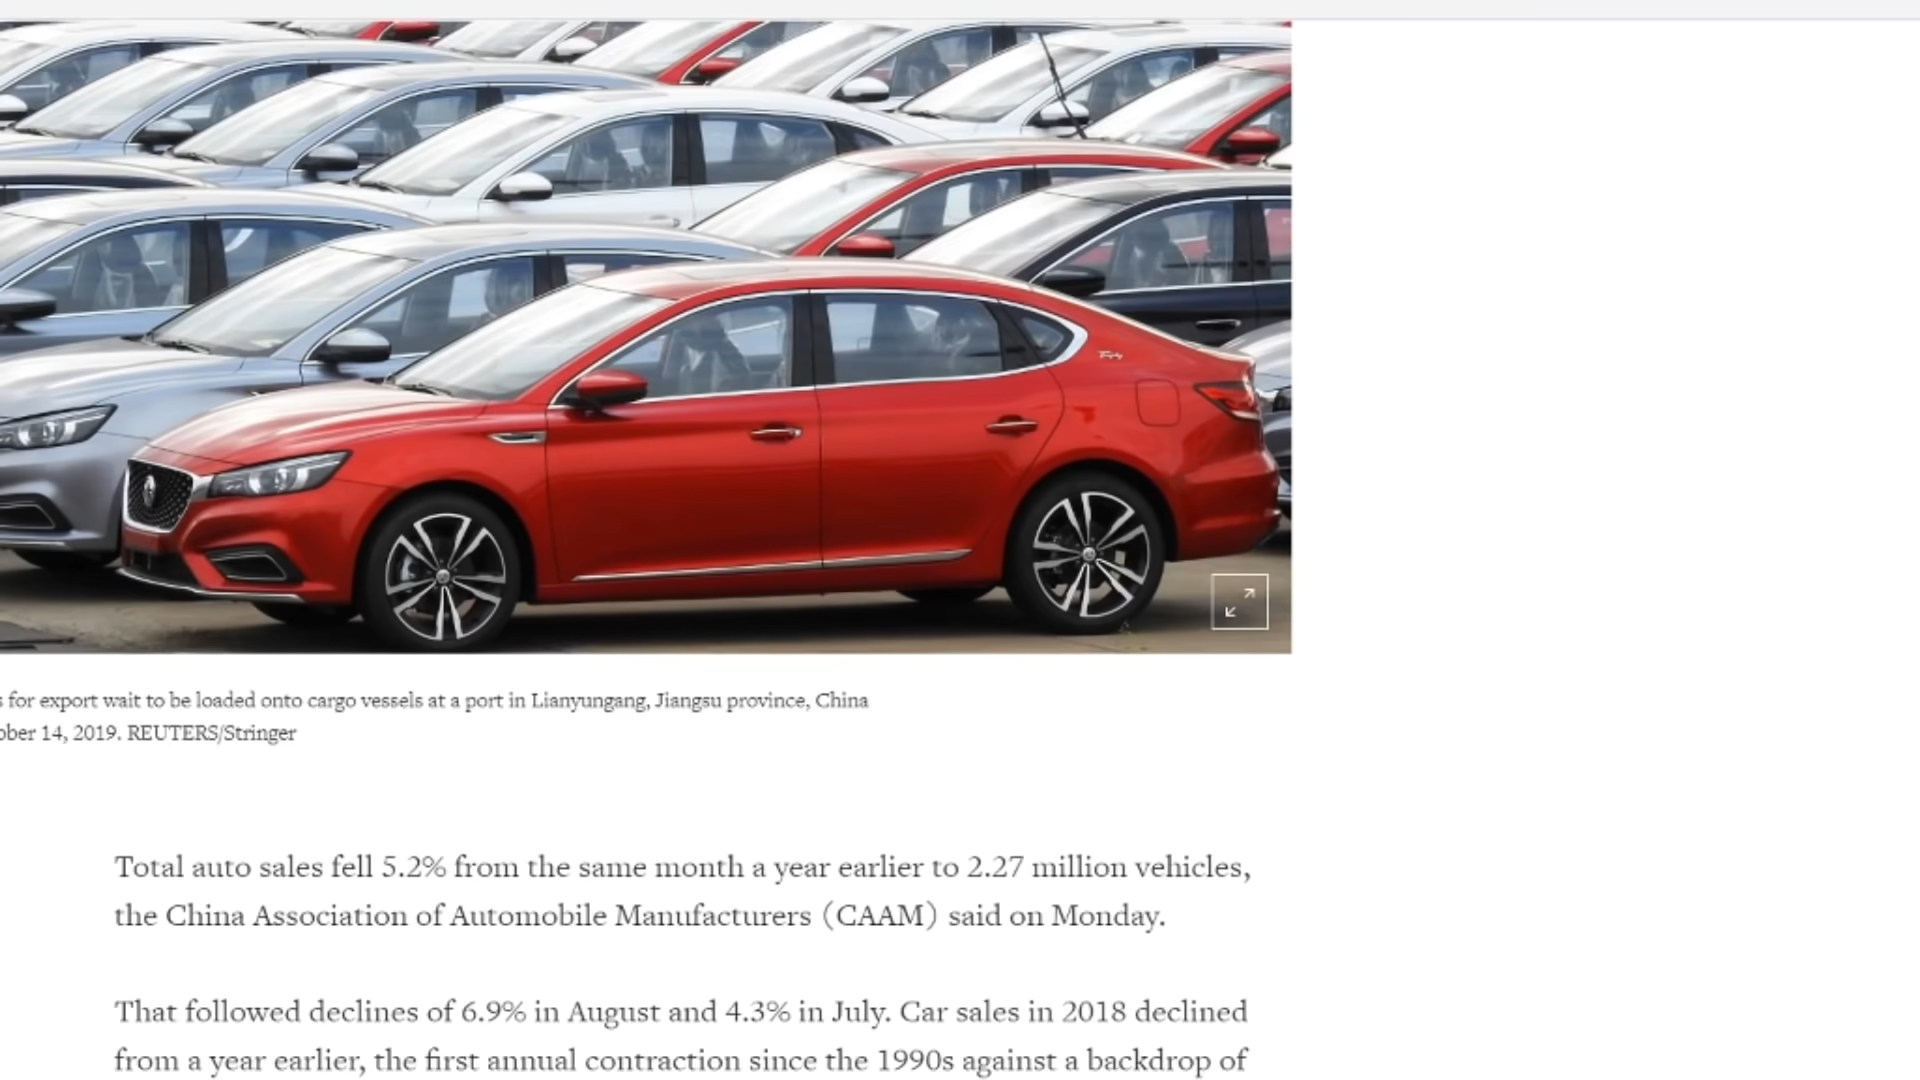 Trophy
s for export wait to be loaded onto cargo vessels at a port in Lianyungang, Jiangsu province, China
ober 14, 2019. REUTERS/Stringer
Total auto sales fell 5.2% from the same month a year earlier to 2.27 million vehicles,
the China Association of Automobile Manufacturers (CAAM) said on Monday.
That followed declines of 6.9% in August and 4.3% in July. Car sales in 2018 declined
from a year earlier, the first annual contraction since the 1990s against a backdrop of